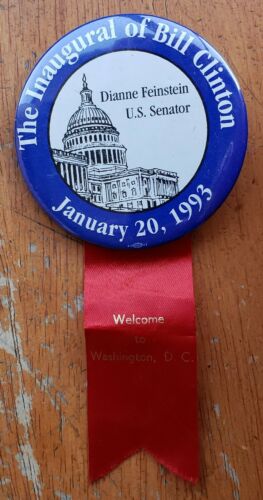 The Inaugural of Bill Clinton
Dianne Feinstein
U.S. Senator
January 20, 1993
Welcome
to
Washington, D. C.